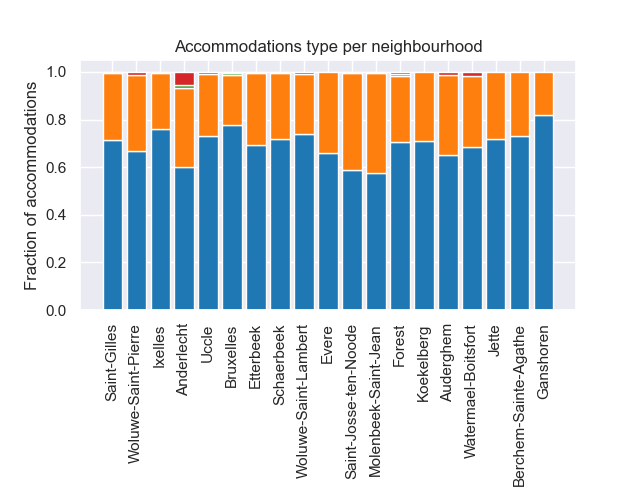 Accommodations type per neighbourhood
Fraction of accommodations
1.0
0.8
0.6
0.4
0.2
0.0
Saint-Gilles
Woluwe-Saint-Pierre
Ixelles
Anderlecht
Uccle
Bruxelles
Etterbeek
Schaerbeek
Woluwe-Saint-Lambert
Evere
Saint-Josse-ten-Noode
Molenbeek-Saint-Jean
Forest
Koekelberg
Auderghem
Watermael-Boitsfort
Jette
Berchem-Sainte-Agathe
Ganshoren